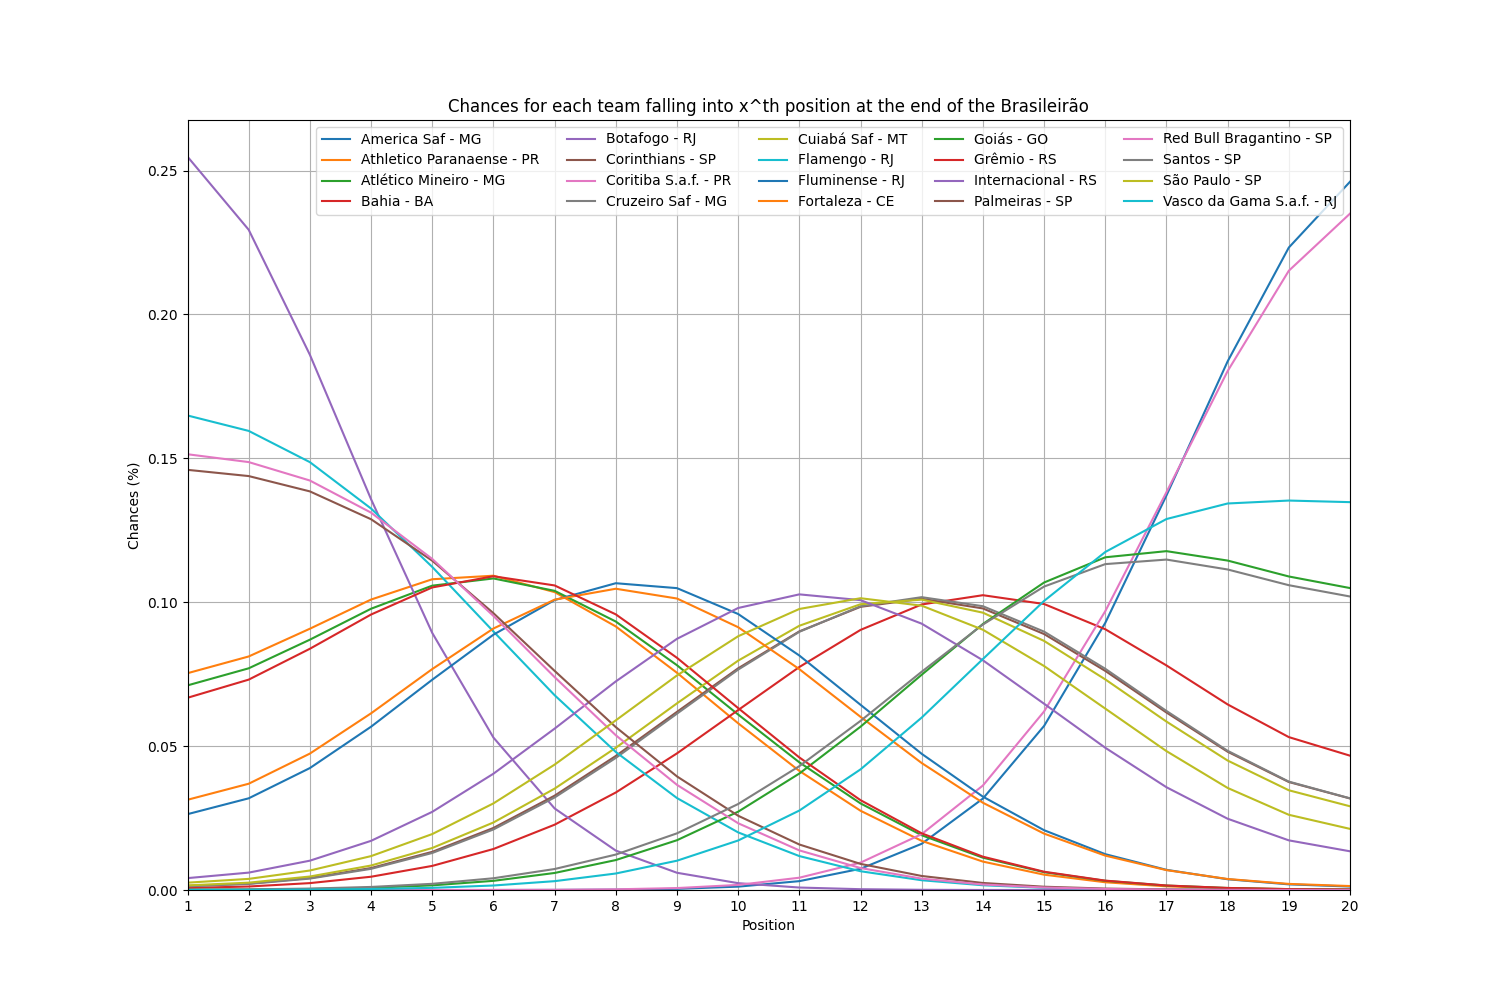 Chances for each team falling into x^th position at the end of the Brasileirão
America Saf - MG
Athletico Paranaense - PR
Atlético Mineiro - MG
Bahia - BA
Botafogo - RJ
Corinthians - SP
Coritiba S.a.f. - PR
Cruzeiro Saf - MG
Cuiabá Saf - MT
Flamengo - RJ
Fluminense - RJ
Fortaleza - CE
Goiás - GO
Grêmio - RS
Internacional - RS
Palmeiras - SP
Red Bull Bragantino - SP
Santos - SP
São Paulo - SP
Vasco da Gama S.a.f. - RJ
Chances (%)
0.25
0.20
0.15
0.10
0.05
0.00
1 2 3 4 5 6 7 8 9 10 11 12 13 14 15 16 17 18 19 20
Position